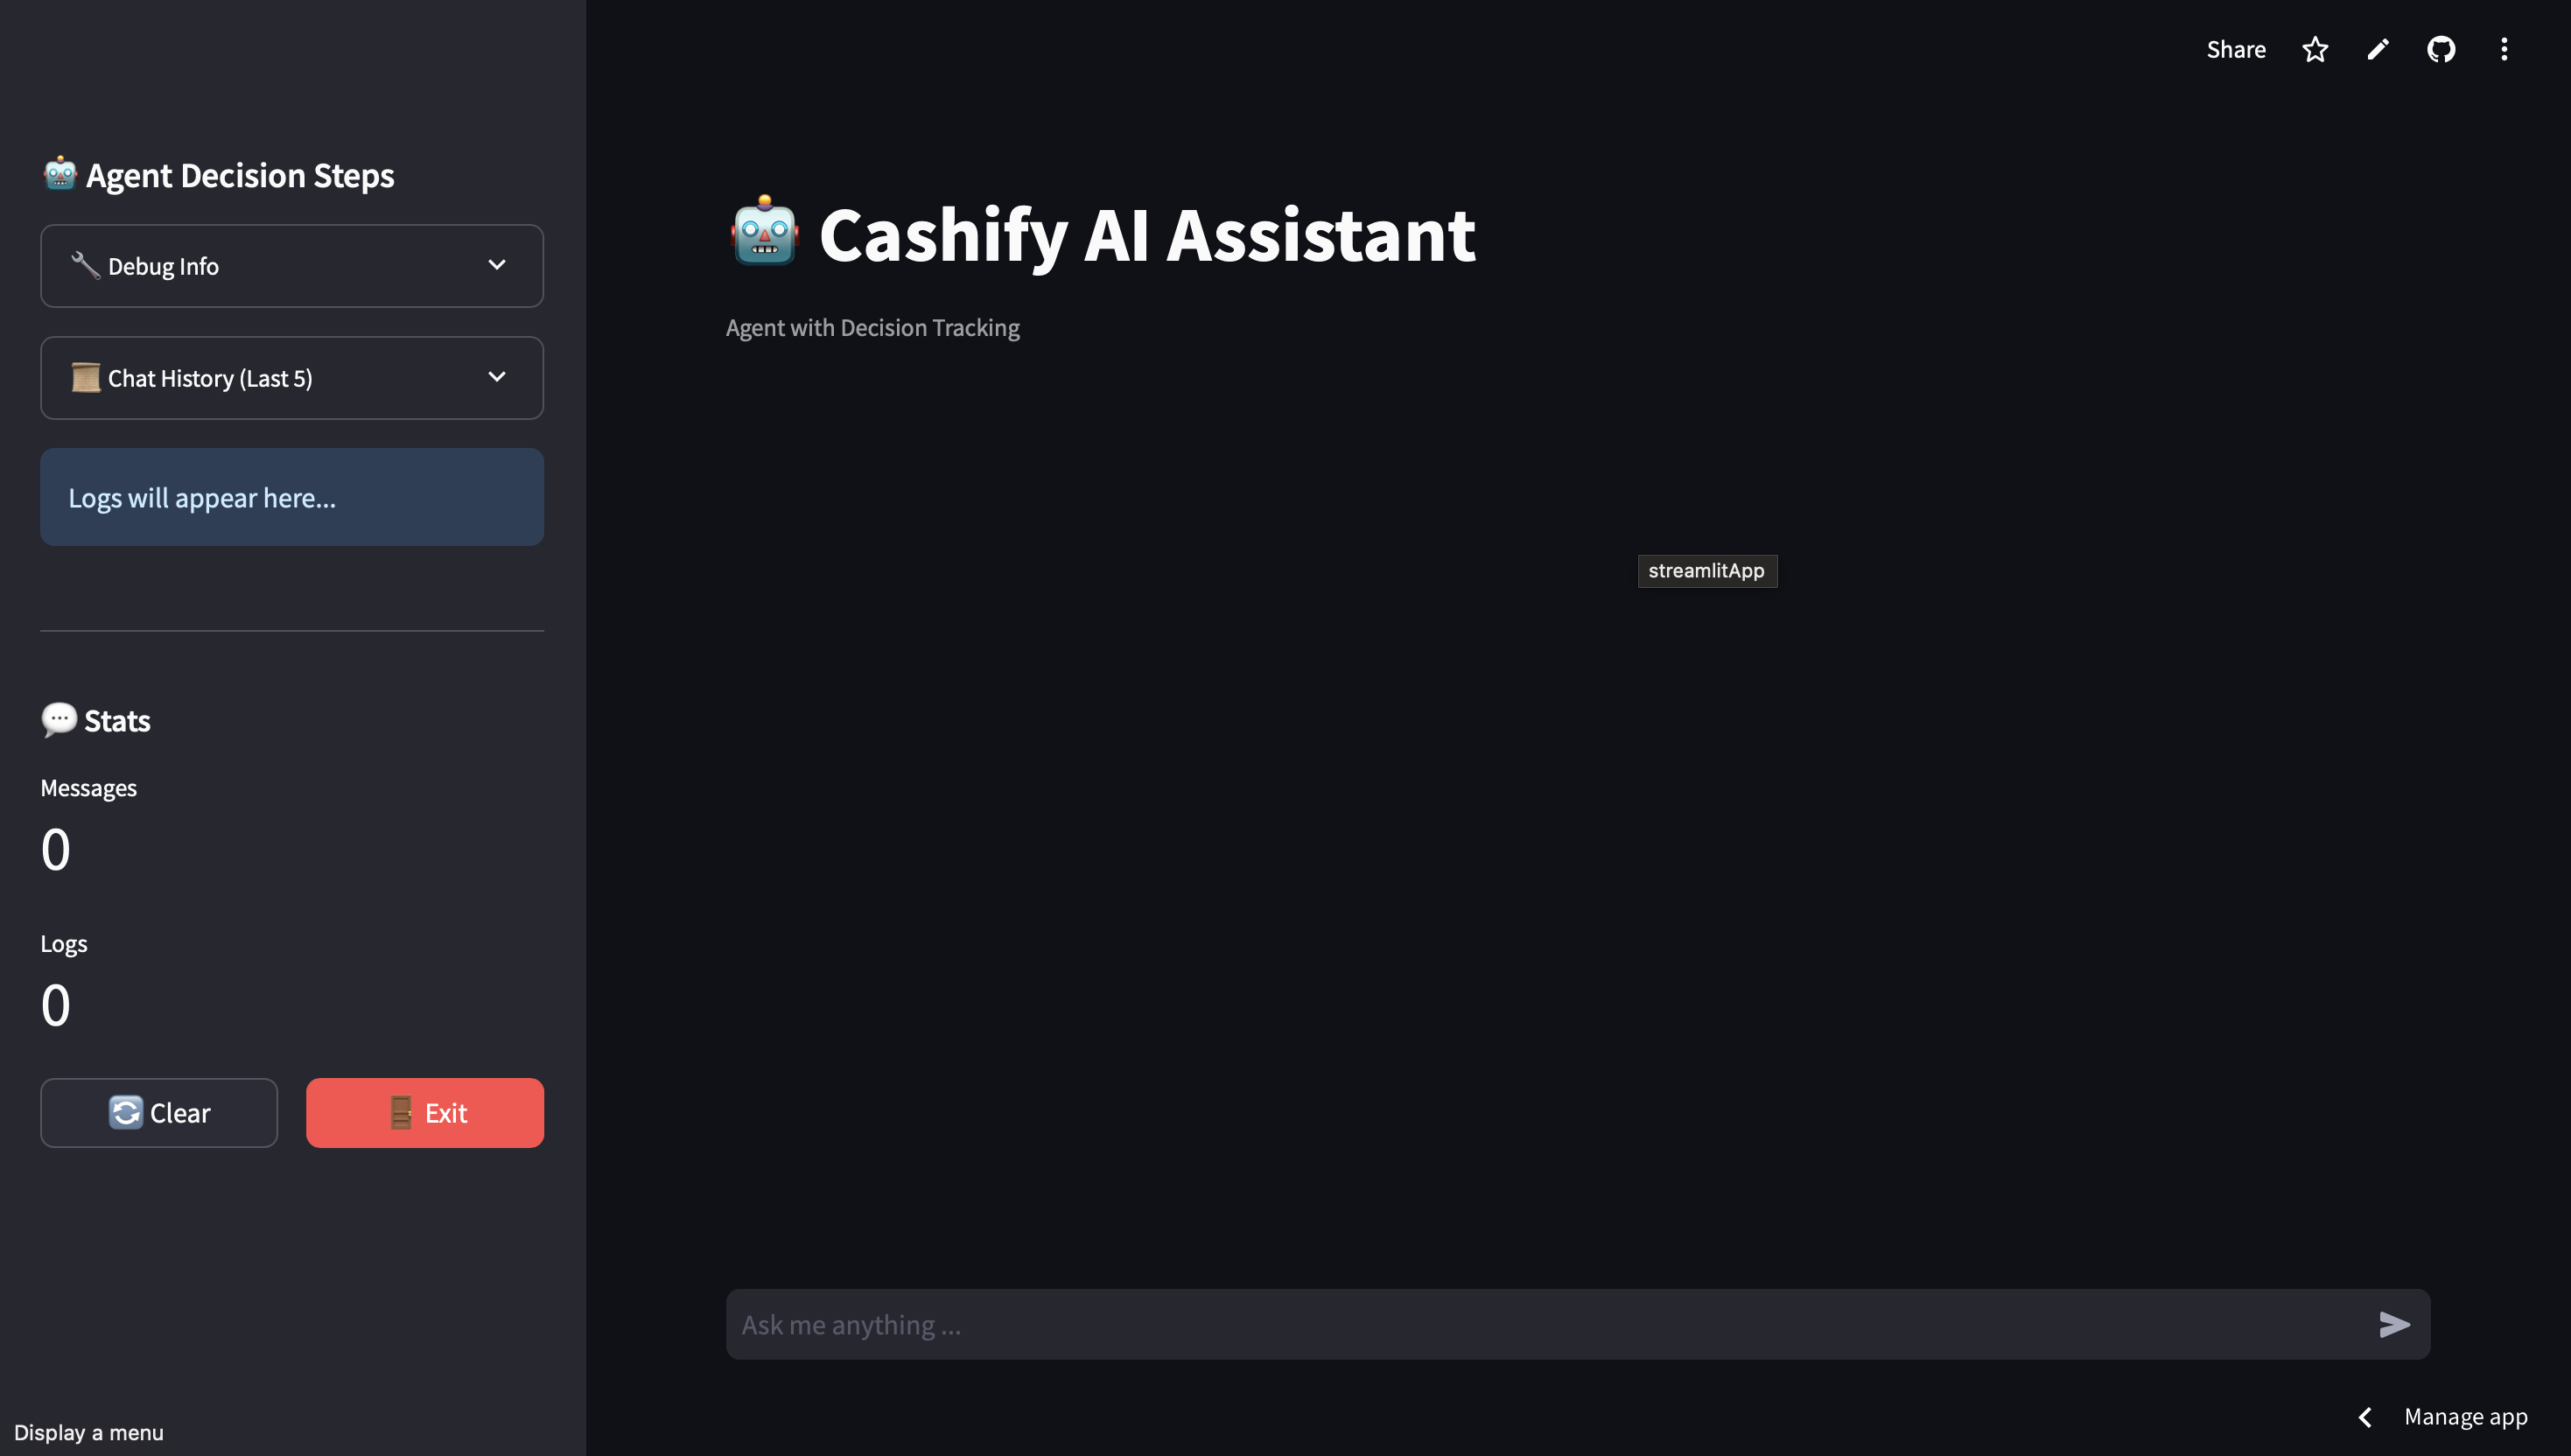 Share
Agent Decision Steps
Debug Info
Chat History (Last 5)
Logs will appear here...
Stats
Messages
0
Logs
0
Clear
Exit
Display a menu
Cashify AI Assistant
Agent with Decision Tracking
streamlitApp
Ask me anything ...
Manage app